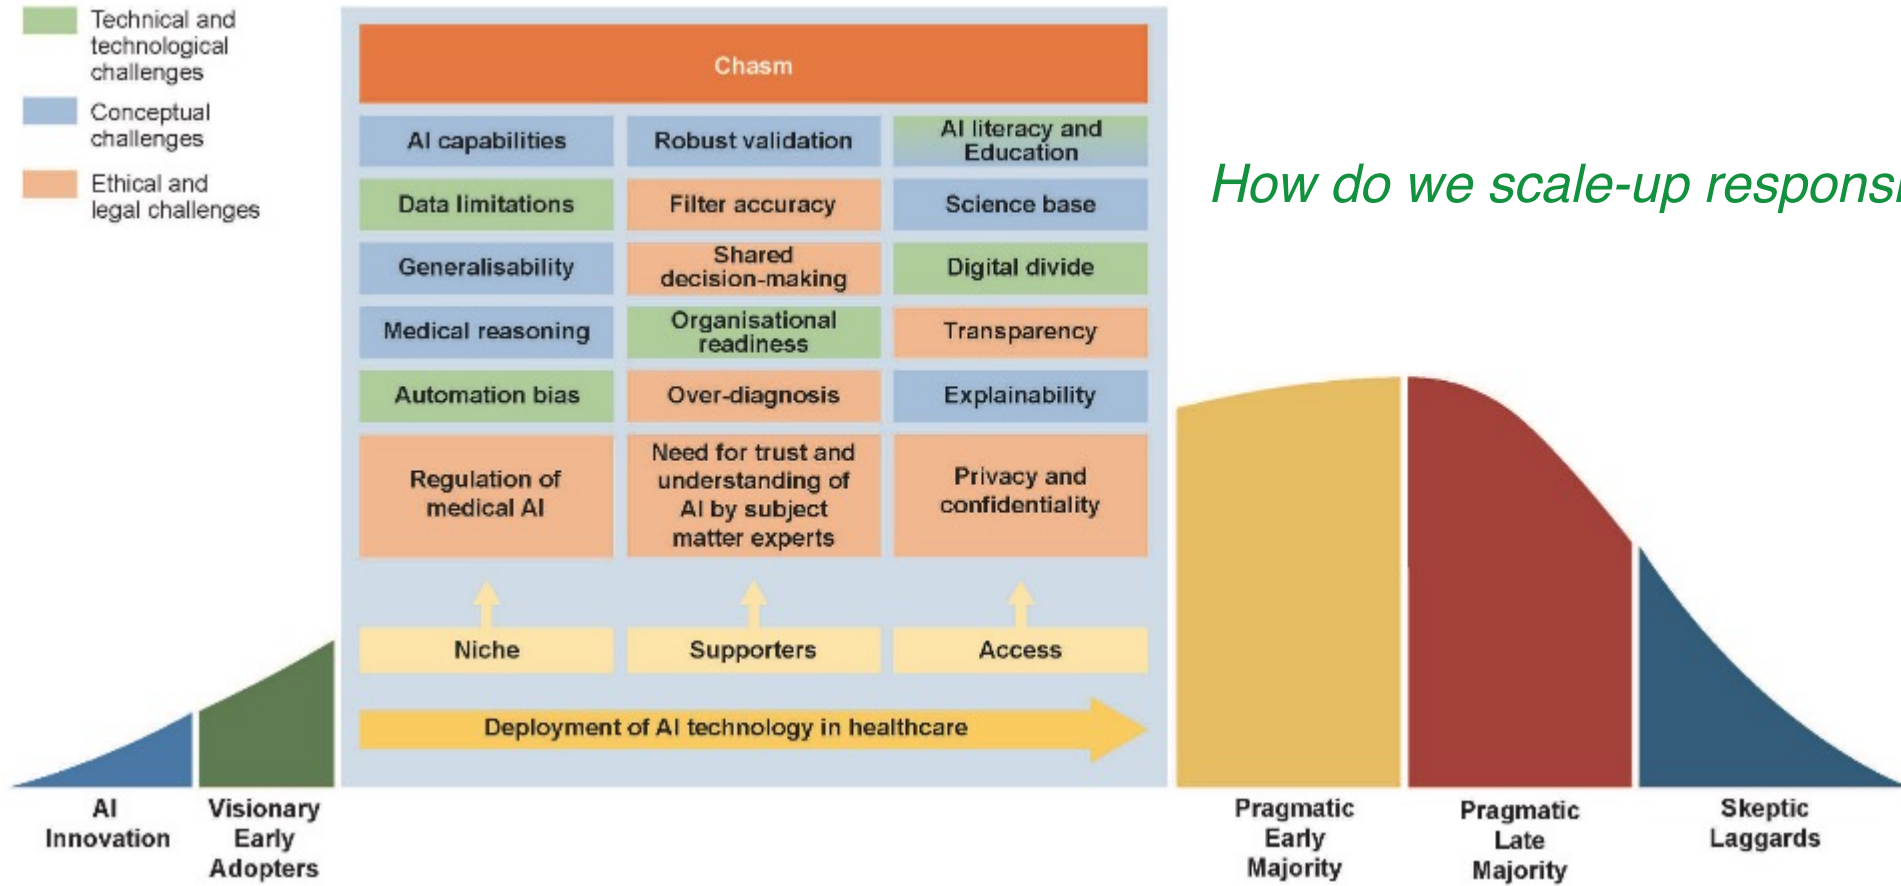 Technical and
technological
challenges
Conceptual
challenges
Ethical and
legal challenges
Chasm
AI capabilities
Robust validation
AI literacy and
Education
Data limitations
Filter accuracy
Science base
Generalisability
Shared
decision-making
Digital divide
Medical reasoning
Organisational
readiness
Transparency
Automation bias
Over-diagnosis
Explainability
Regulation of
medical AI
Need for trust and
understanding of
AI by subject
matter experts
Privacy and
confidentiality
Niche
Supporters
Access
Deployment of AI technology in healthcare
How do we scale-up
AI
Innovation
Visionary
Early
Adopters
Pragmatic
Early
Majority
Pragmatic
Late
Majority
Skeptic
Laggards